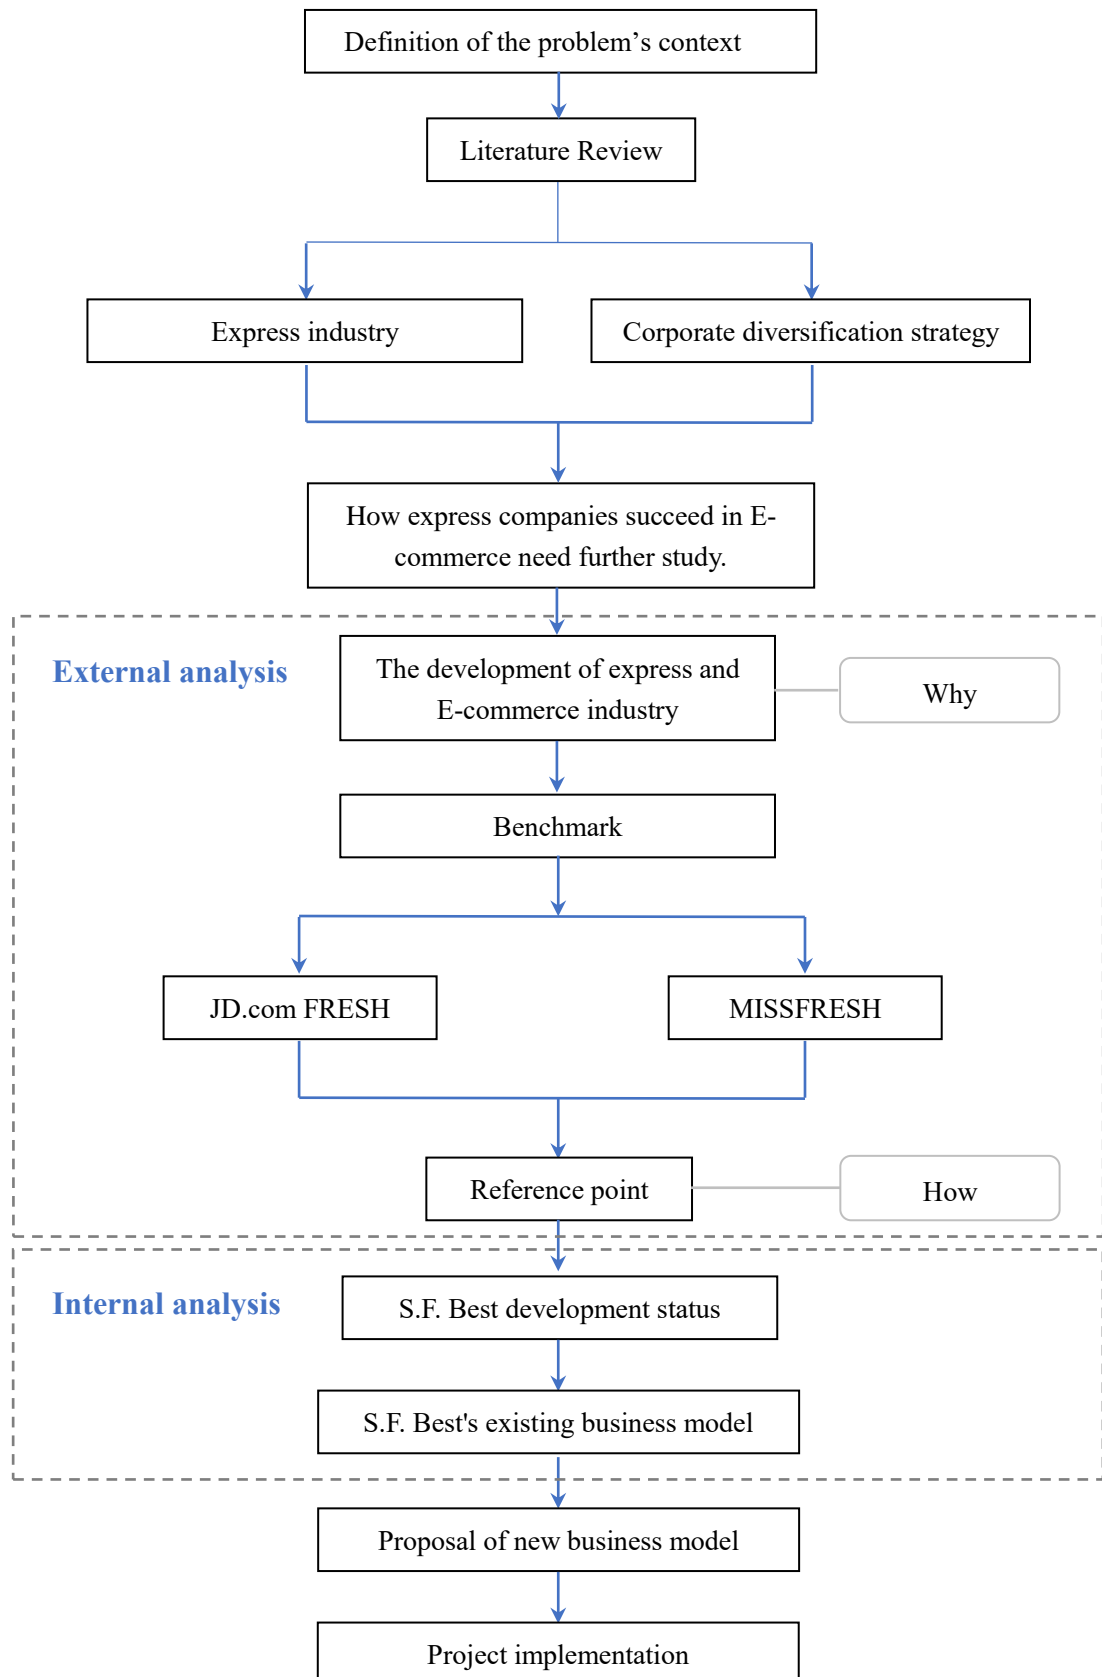 Definition of the problem’s context
Literature Review
Express industry
Corporate diversification strategy
How express companies succeed in E-
commerce need further study.
External analysis
The development of express and
E-commerce industry
Why
Benchmark
JD.com FRESH
MISSFRESH
Reference point
How
Internal analysis
S.F. Best development status
S.F. Best's existing business model
Proposal of new business model
Project implementation